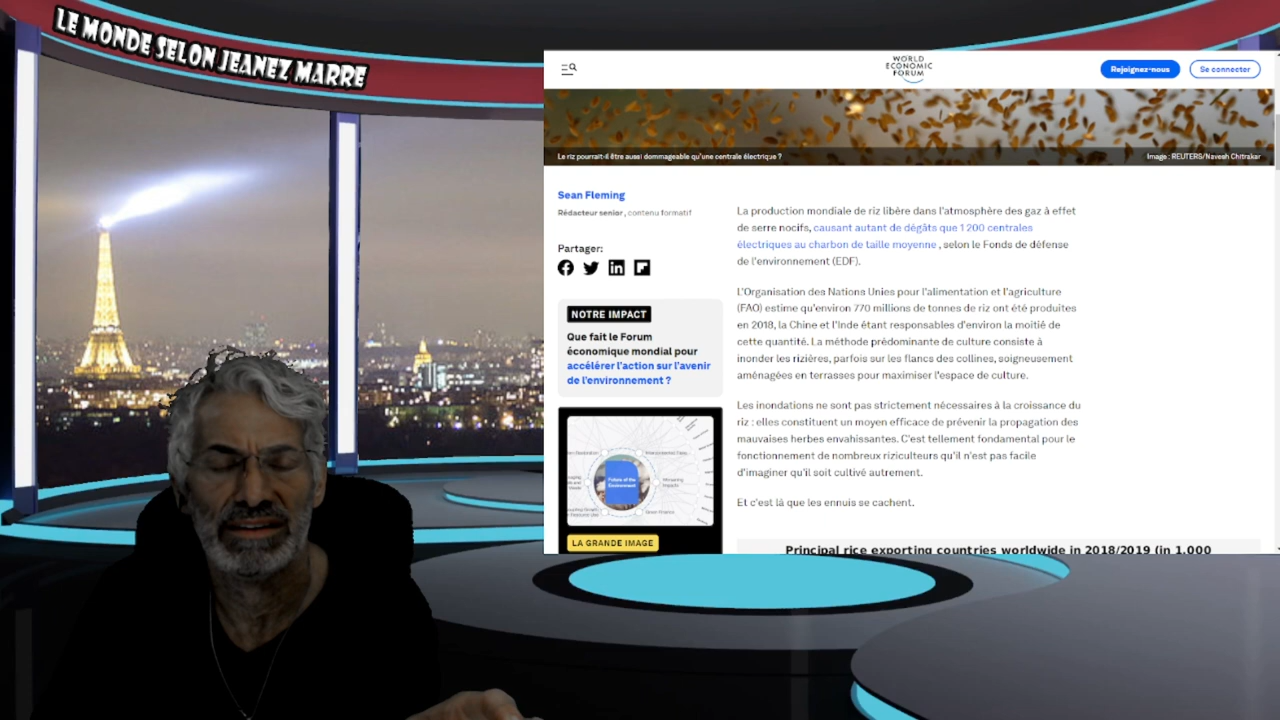 LE MONDE SELON JEANEZ MARRE
WORLD
ECONOMIC
FORUM
Rejoignez-nous
Se connecter
Le riz pourrait-il être aussi dommageable qu'une centrale électrique ?
Image : REUTERS/Navesh Chitrakar
Sean Fleming
Rédacteur senior , contenu formatif
Partager:
NOTRE IMPACT
Que fait le Forum
économique mondial pour
accélérer l'action sur l'avenir
de l'environnement ?
Future of the
Environment
LA GRANDE IMAGE
La production mondiale de riz libère dans l'atmosphère des gaz à effet
de serre nocifs, causant autant de dégâts que 1 200 centrales
électriques au charbon de taille moyenne , selon le Fonds de défense
de l'environnement (EDF).
L'Organisation des Nations Unies pour l'alimentation et l'agriculture
(FAO) estime qu'environ 770 millions de tonnes de riz ont été produites
en 2018, la Chine et l'Inde étant responsables d'environ la moitié de
cette quantité. La méthode prédominante de culture consiste à
inonder les rizières, parfois sur les flancs des collines, soigneusement
aménagées en terrasses pour maximiser l'espace de culture.
Les inondations ne sont pas strictement nécessaires à la croissance du
riz : elles constituent un moyen efficace de prévenir la propagation des
mauvaises herbes envahissantes. C'est tellement fondamental pour le
fonctionnement de nombreux riziculteurs qu'il n'est pas facile
d'imaginer qu'il soit cultivé autrement.
Et c'est là que les ennuis se cachent.
Principal rice exporting countries worldwide in 2018/2019 (in 1,000